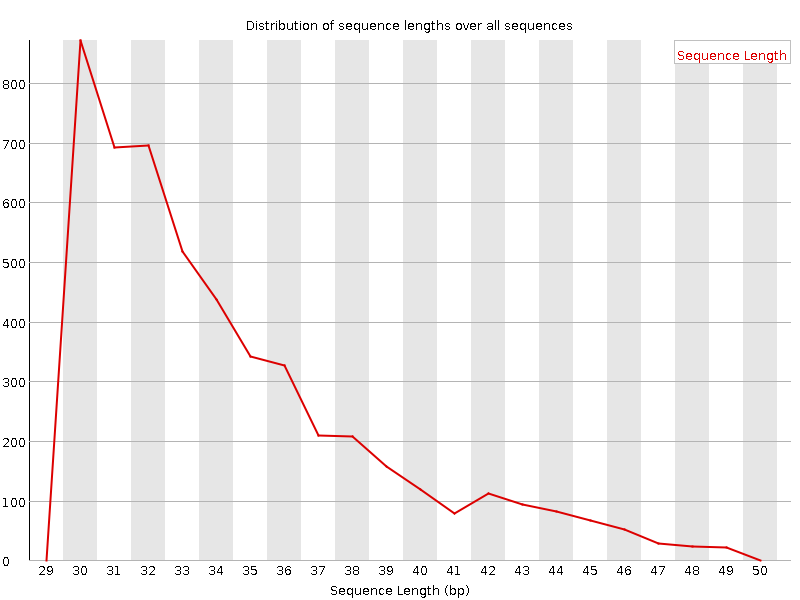 Distribution of sequence lengths over all sequences
Sequence Length
800
700
600
500
400
300
200
100
0
29 30 31 32 33 34 35 36 37 38 39 40 41 42 43 44 45 46 47 48 49 50
Sequence Length (bp)